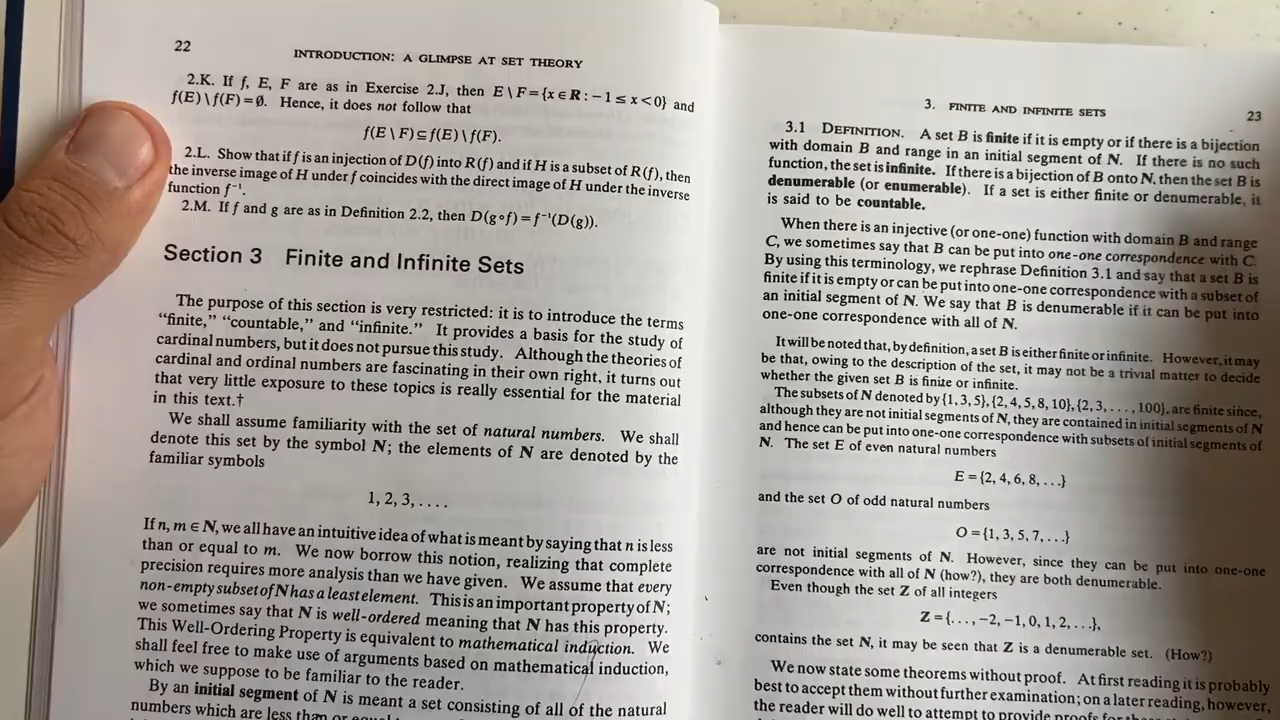 22
INTRODUCTION: A GLIMPSE AT SET THEORY
2.K. If f, E, F are as in Exercise 2.J, then E \ F = {x ∈ R : −1 ≤ x < 0} and
f(E) \ f(F) = ∅. Hence, it does not follow that
f(E \ F) ⊆ f(E) \ f(F).
2.L. Show that if f is an injection of D(f) into R(f) and if H is a subset of R(f), then
the inverse image of H under f coincides with the direct image of H under the inverse
function f⁻¹.
2.M. If f and g are as in Definition 2.2, then D(g∘f) = f⁻¹(D(g)).
Section 3 Finite and Infinite Sets
The purpose of this section is very restricted: it is to introduce the terms
“finite,” “countable,” and “infinite.” It provides a basis for the study of
cardinal numbers, but it does not pursue this study. Although the theories of
cardinal and ordinal numbers are fascinating in their own right, it turns out
that very little exposure to these topics is really essential for the material
in this text.†
We shall assume familiarity with the set of natural numbers. We shall
denote this set by the symbol N; the elements of N are denoted by the
familiar symbols
1, 2, 3, . . . .
If n, m ∈ N, we all have an intuitive idea of what is meant by saying that n is less
than or equal to m. We now borrow this notion, realizing that complete
precision requires more analysis than we have given. We assume that every
non-empty subset of N has a least element. This is an important property of N;
we sometimes say that N is well-ordered meaning that N has this property.
This Well-Ordering Property is equivalent to mathematical induction. We
shall feel free to make use of arguments based on mathematical induction,
which we suppose to be familiar to the reader.
By an initial segment of N is meant a set consisting of all of the natural
numbers which are less than or
3. FINITE AND INFINITE SETS
23
3.1 DEFINITION. A set B is finite if it is empty or if there is a bijection
with domain B and range in an initial segment of N. If there is no such
function, the set is infinite. If there is a bijection of B onto N, then the set B is
denumerable (or enumerable). If a set is either finite or denumerable, it
is said to be countable.
When there is an injective (or one-one) function with domain B and range
C, we sometimes say that B can be put into one-one correspondence with C.
By using this terminology, we rephrase Definition 3.1 and say that a set B is
finite if it is empty or can be put into one-one correspondence with a subset of
an initial segment of N. We say that B is denumerable if it can be put into
one-one correspondence with all of N.
It will be noted that, by definition, a set B is either finite or infinite. However, it may
be that, owing to the description of the set, it may not be a trivial matter to decide
whether the given set B is finite or infinite.
The subsets of N denoted by {1, 3, 5}, {2, 4, 5, 8, 10}, {2, 3, . . . , 100}, are finite since,
although they are not initial segments of N, they are contained in initial segments of N
and hence can be put into one-one correspondence with subsets of initial segments of
N. The set E of even natural numbers
E = {2, 4, 6, 8, . . .}
and the set O of odd natural numbers
O = {1, 3, 5, 7, . . .}
are not initial segments of N. However, since they can be put into one-one
correspondence with all of N (how?), they are both denumerable.
Even though the set Z of all integers
Z = {. . . , −2, −1, 0, 1, 2, . . .},
contains the set N, it may be seen that Z is a denumerable set. (How?)
We now state some theorems without proof. At first reading it is probably
best to accept them without further examination; on a later reading, however,
the reader will do well to attempt to provide proofs for